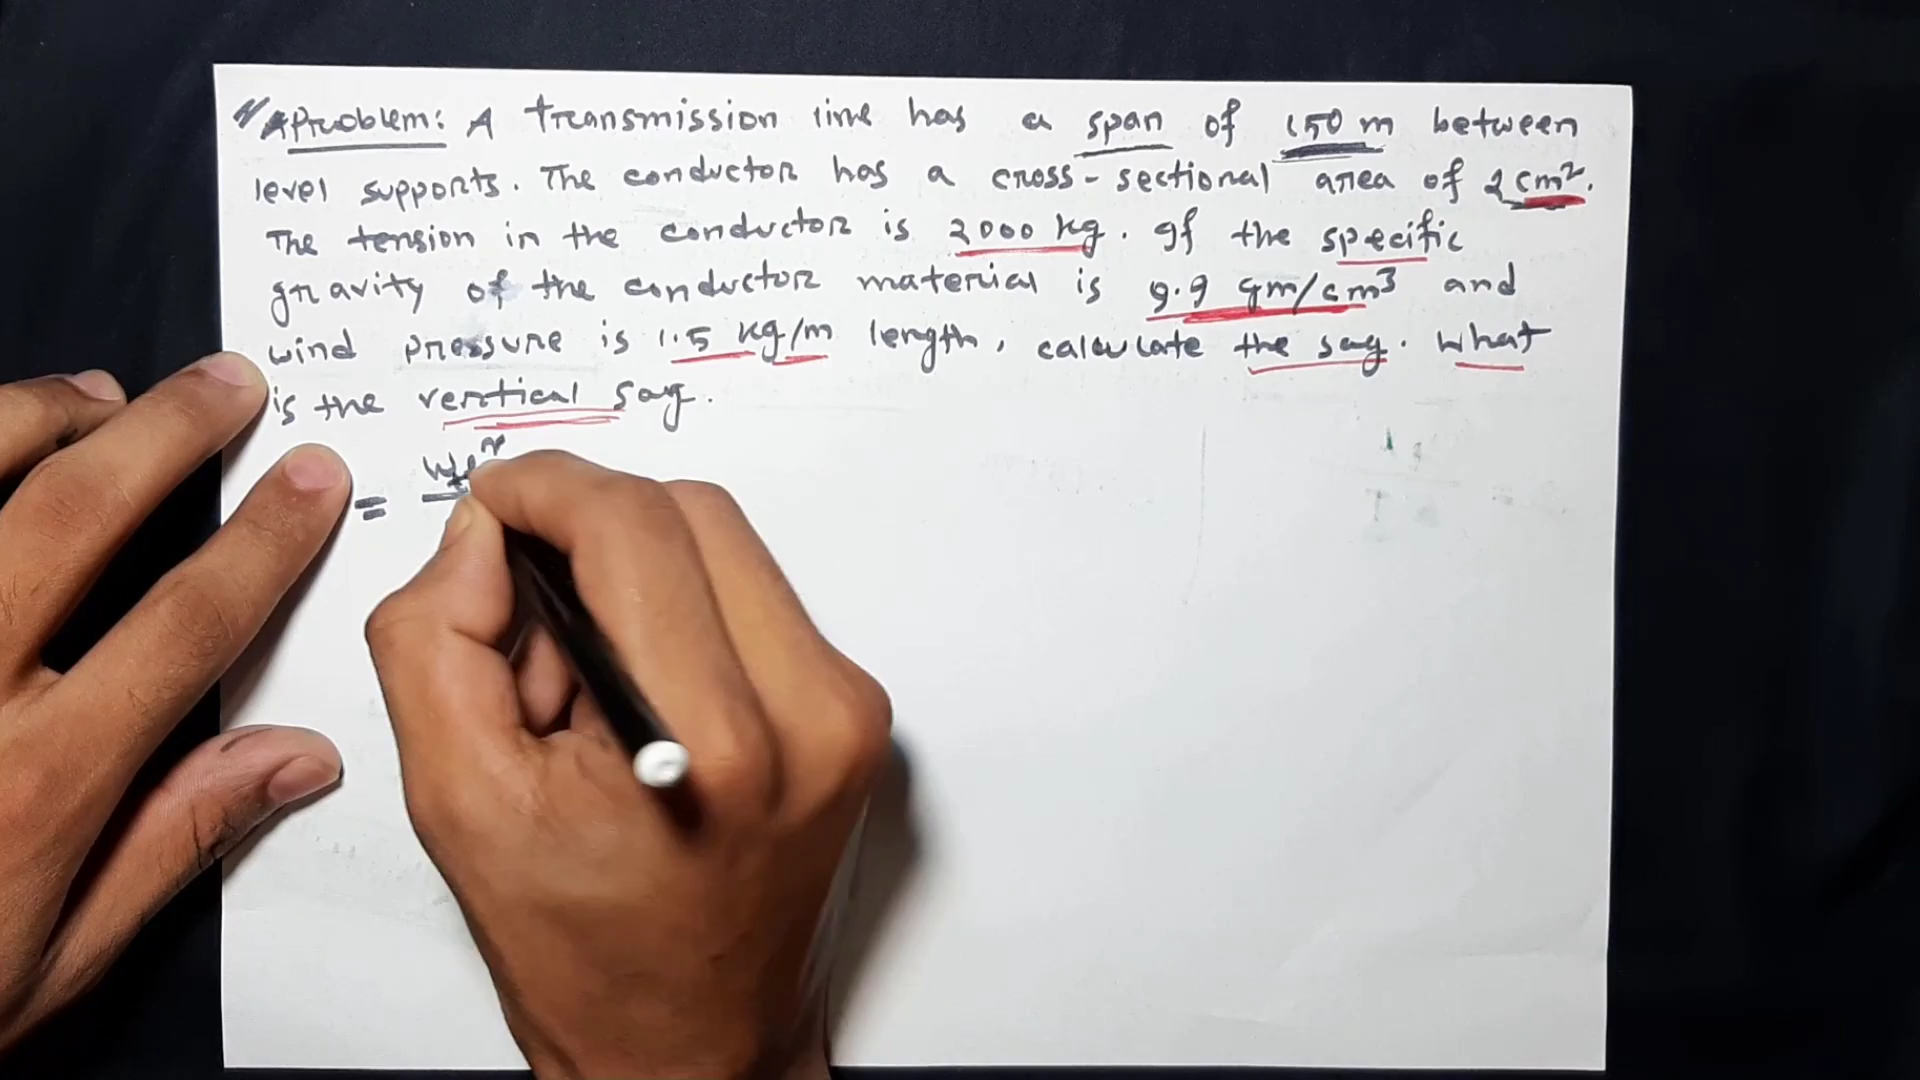 Problem: A transmission line has a span of 150 m between
level supports. The conductor has a cross-sectional area of 2 cm².
The tension in the conductor is 2000 kg. If the specific
gravity of the conductor material is 9.9 gm/cm³ and
wind pressure is 1.5 kg/m length, calculate the sag. What
is the vertical sag.
=